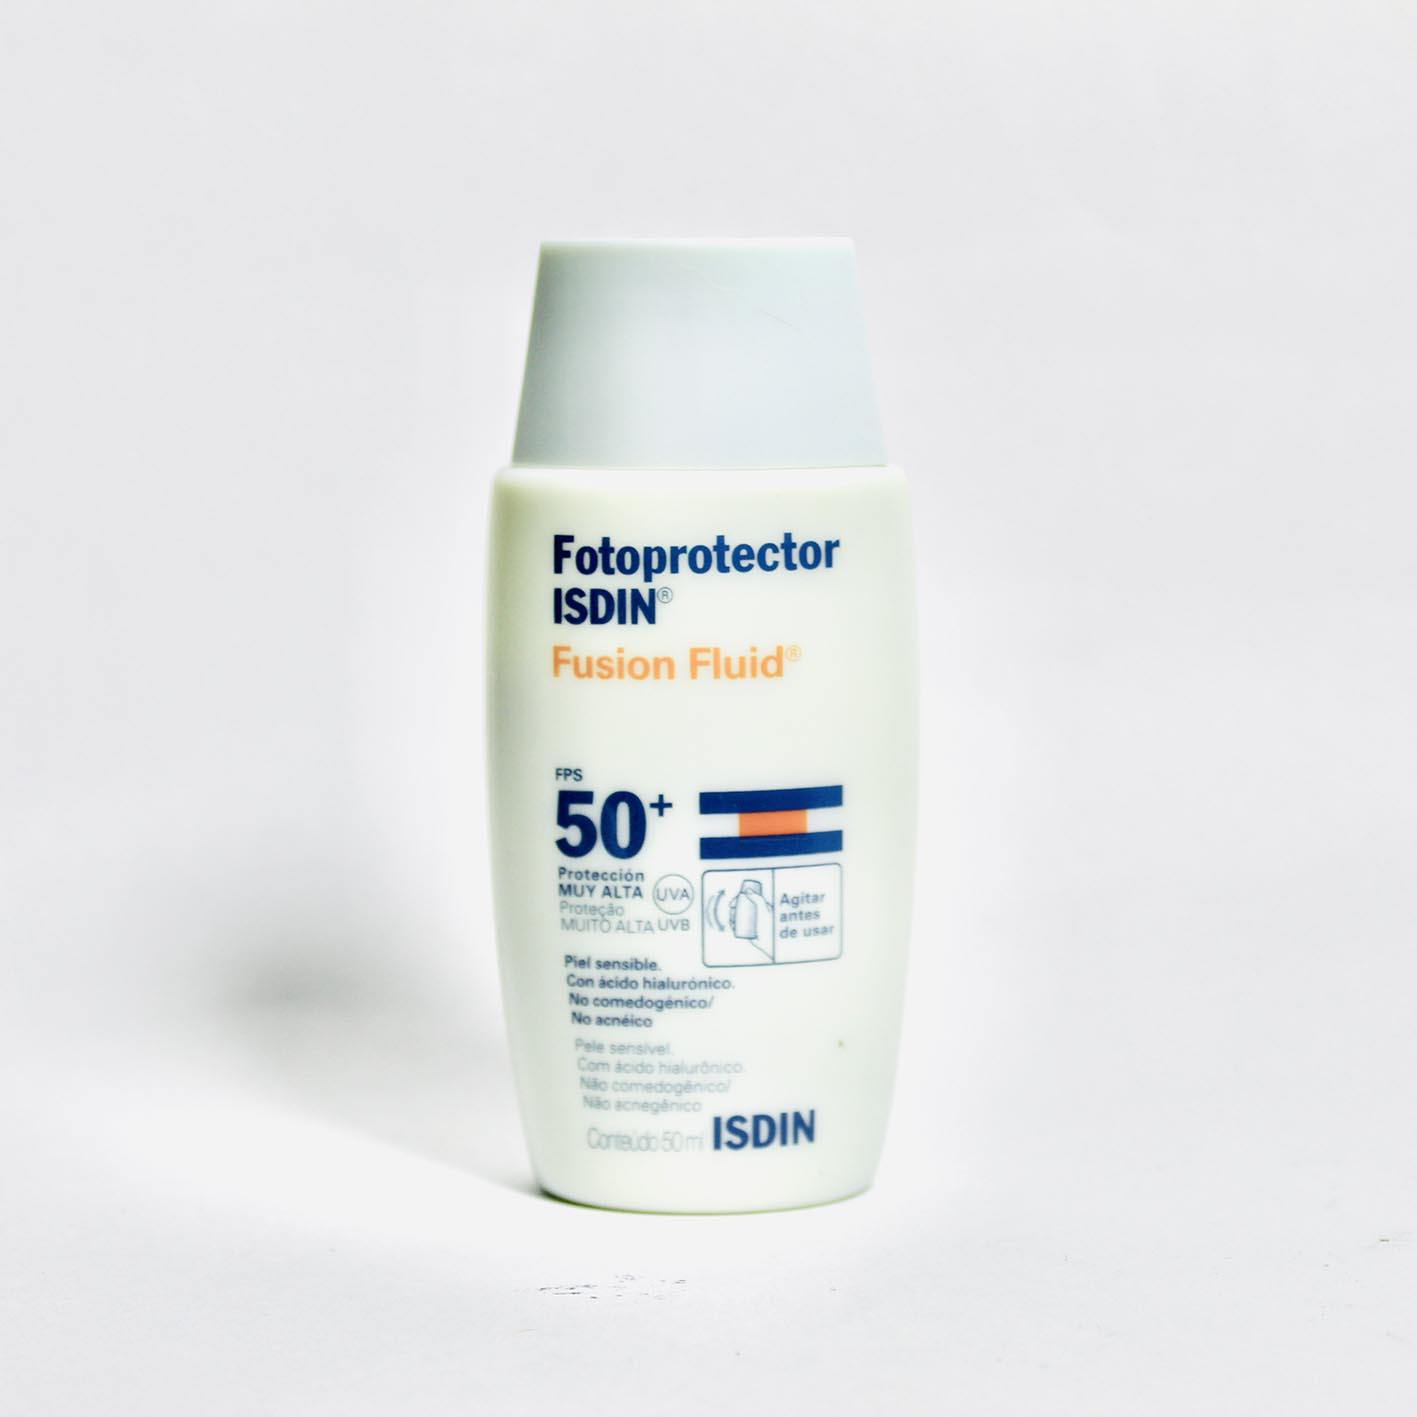 Fotoprotector
ISDIN®
Fusion Fluid®
FPS
50+
Protección
MUY ALTA
Proteção
MUITO ALTA
UVA
UVB
Agitar
antes
de usar
Piel sensible.
Con ácido hialurónico.
No comedogénico/
No acnéico
Pele sensível.
Com ácido hialurônico.
Não comedogênico/
Não acnegênico
Conteúdo 50 ml
ISDIN